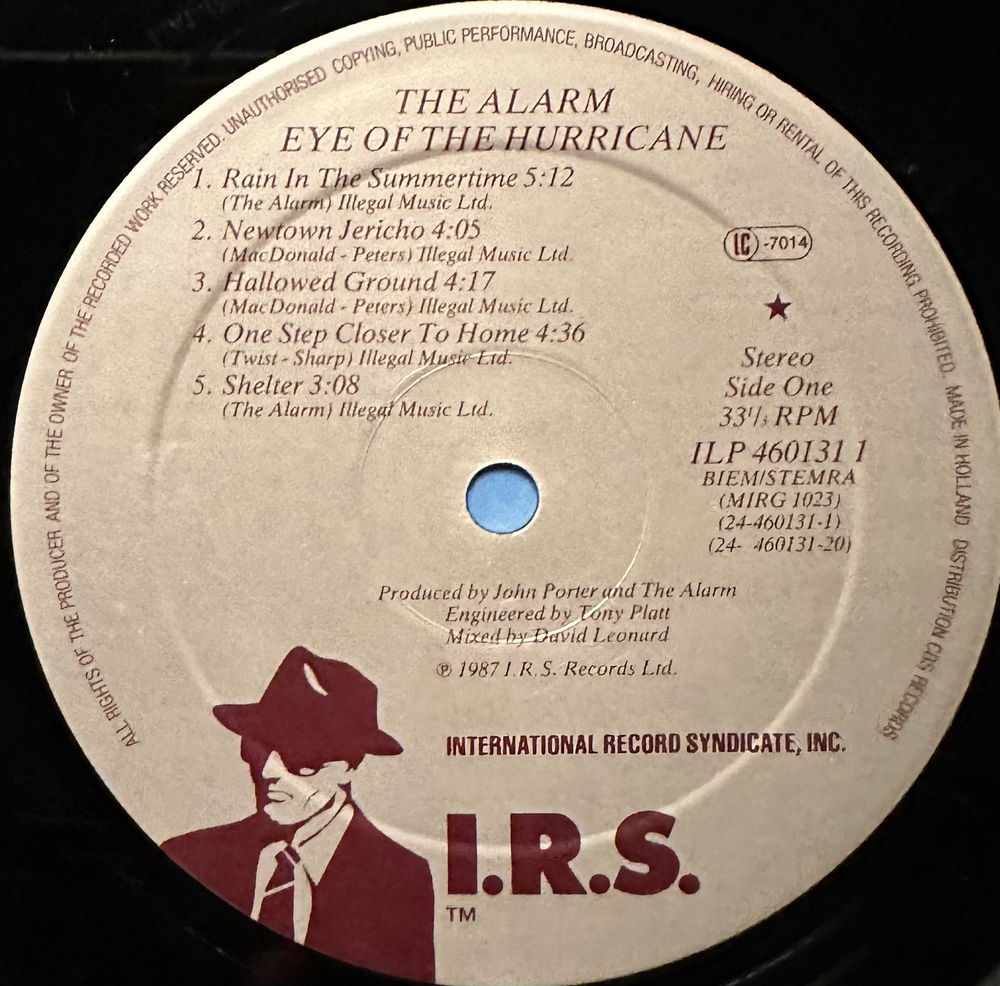 ALL RIGHTS OF THE PRODUCER AND OF THE OWNER OF THE RECORDED WORK RESERVED. UNAUTHORISED COPYING, PUBLIC PERFORMANCE, BROADCASTING, HIRING OR RENTAL OF THIS RECORDING PROHIBITED. MADE IN HOLLAND DISTRIBUTION CBS RECORDS
THE ALARM
EYE OF THE HURRICANE
1. Rain In The Summertime 5:12
(The Alarm) Illegal Music Ltd.
2. Newtown Jericho 4:05
(MacDonald - Peters) Illegal Music Ltd.
3. Hallowed Ground 4:17
(MacDonald - Peters) Illegal Music Ltd.
4. One Step Closer To Home 4:36
(Twist - Sharp) Illegal Music Ltd.
5. Shelter 3:08
(The Alarm) Illegal Music Ltd.
LC -7014
Stereo
Side One
33⅓ RPM
ILP 460131 1
BIEM/STEMRA
(MIRG 1023)
(24-460131-1)
(24- 460131-20)
Produced by John Porter and The Alarm
Engineered by Tony Platt
Mixed by David Leonard
℗ 1987 I.R.S. Records Ltd.
INTERNATIONAL RECORD SYNDICATE, INC.
I.R.S.
TM